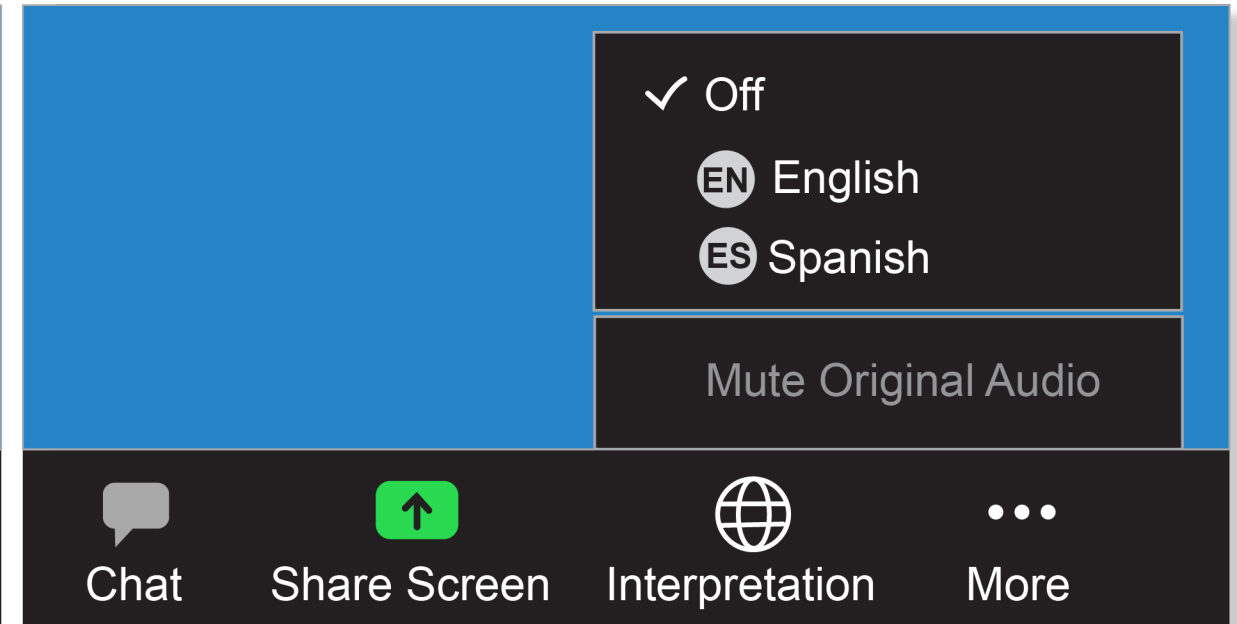 Off
EN English
ES Spanish
Mute Original Audio
Chat Share Screen Interpretation More